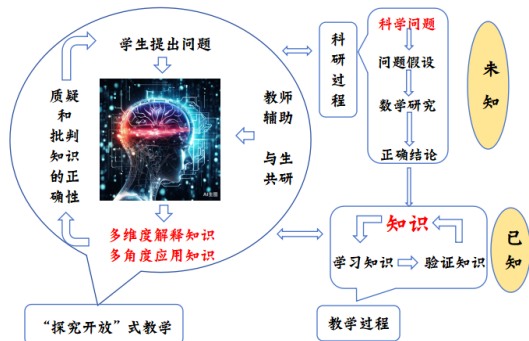 学生提出问题
质疑
和
批判
知识
的正
确性
教师
辅助
与生
共研
多维度解释知识
多角度应用知识
“探究开放”式教学
科研过程
科学问题
问题假设
数学研究
正确结论
未知
知识
学习知识
验证知识
已知
教学过程